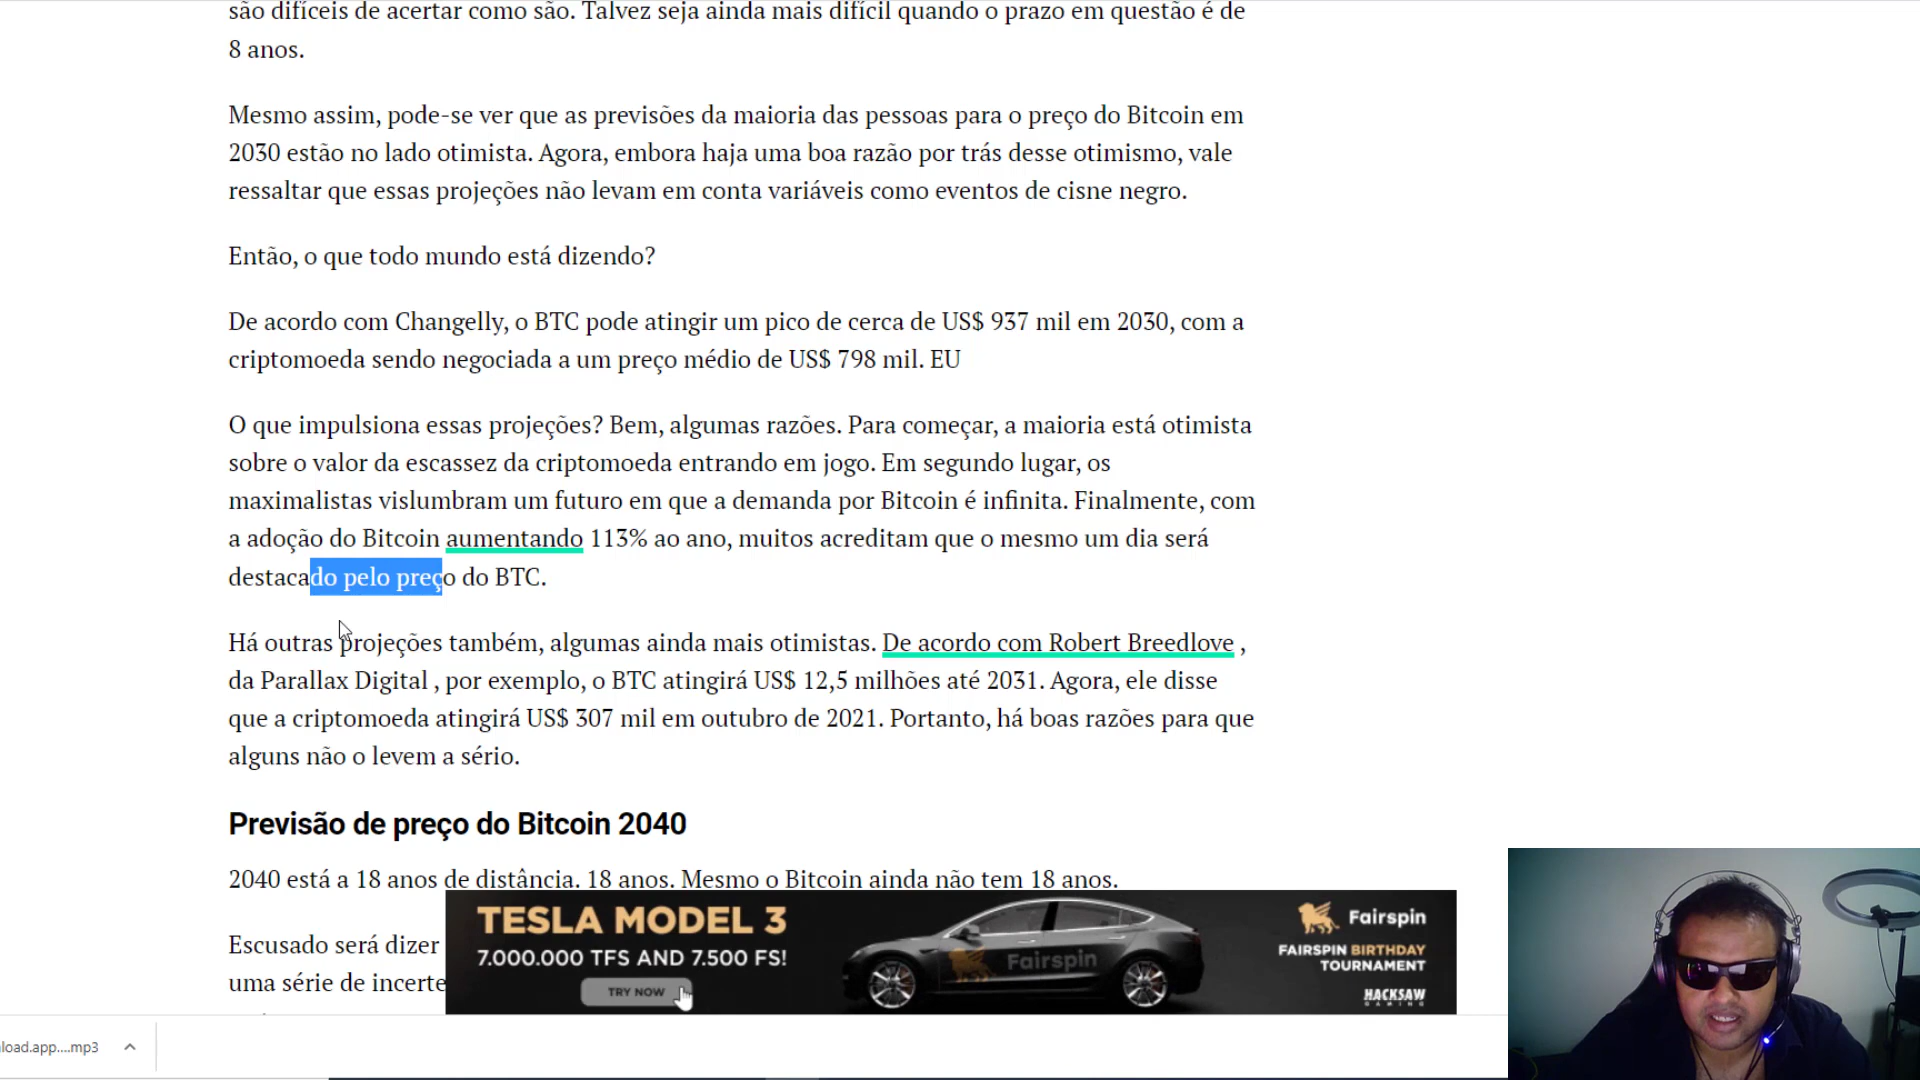 são difíceis de acertar como são. Talvez seja ainda mais difícil quando o prazo em questão é de
8 anos.
Mesmo assim, pode-se ver que as previsões da maioria das pessoas para o preço do Bitcoin em
2030 estão no lado otimista. Agora, embora haja uma boa razão por trás desse otimismo, vale
ressaltar que essas projeções não levam em conta variáveis como eventos de cisne negro.
Então, o que todo mundo está dizendo?
De acordo com Changelly, o BTC pode atingir um pico de cerca de US$ 937 mil em 2030, com a
criptomoeda sendo negociada a um preço médio de US$ 798 mil. EU
O que impulsiona essas projeções? Bem, algumas razões. Para começar, a maioria está otimista
sobre o valor da escassez da criptomoeda entrando em jogo. Em segundo lugar, os
maximalistas vislumbram um futuro em que a demanda por Bitcoin é infinita. Finalmente, com
a adoção do Bitcoin aumentando 113% ao ano, muitos acreditam que o mesmo um dia será
destacado pelo preço do BTC.
Há outras projeções também, algumas ainda mais otimistas. De acordo com Robert Breedlove ,
da Parallax Digital , por exemplo, o BTC atingirá US$ 12,5 milhões até 2031. Agora, ele disse
que a criptomoeda atingirá US$ 307 mil em outubro de 2021. Portanto, há boas razões para que
alguns não o levem a sério.
Previsão de preço do Bitcoin 2040
2040 está a 18 anos de distância. 18 anos. Mesmo o Bitcoin ainda não tem 18 anos.
Escusado será dizer
uma série de incerte
TESLA MODEL 3
7.000.000 TFS AND 7.500 FS!
TRY NOW
Fairspin
Fairspin
FAIRSPIN BIRTHDAY
TOURNAMENT
HACKSAW
GAMING
load.app....mp3